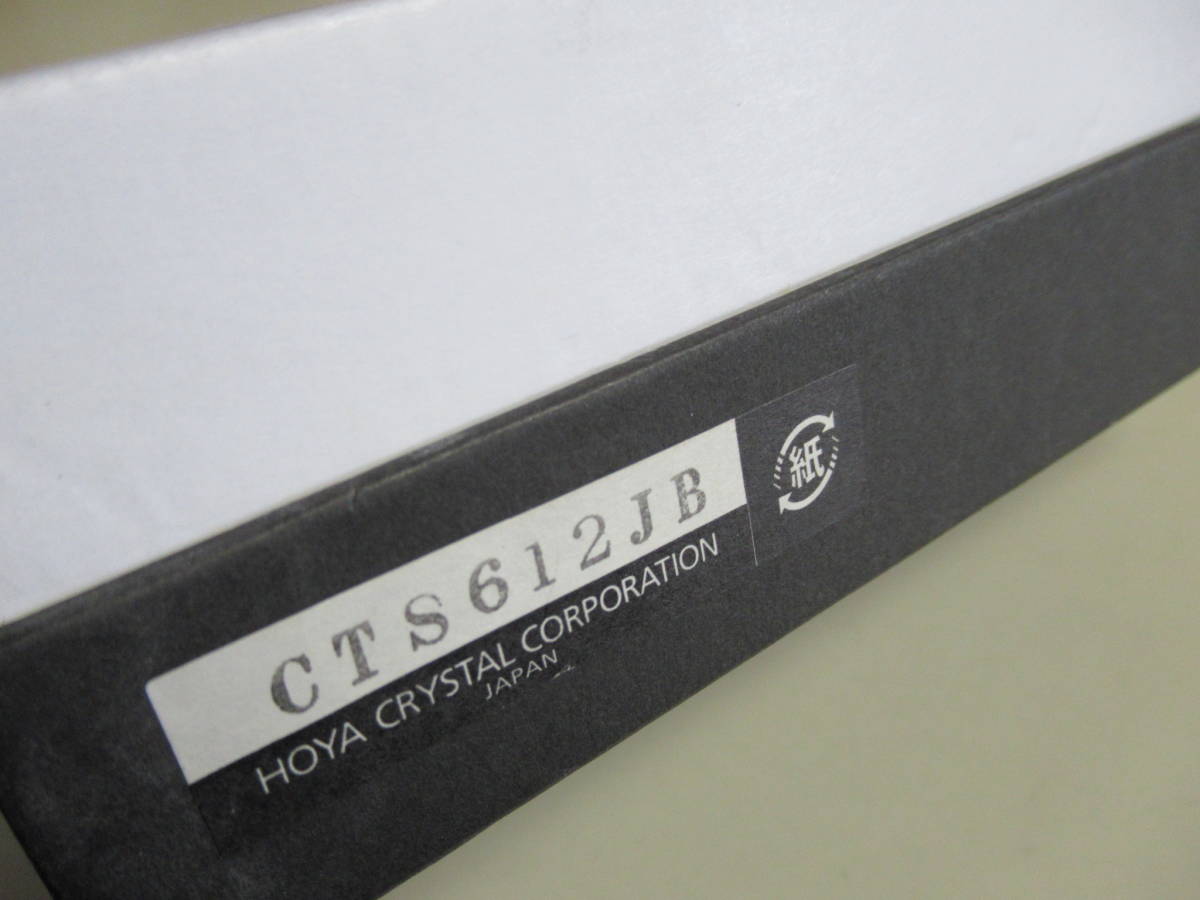 CTS612JB
HOYA CRYSTAL CORPORATION
JAPAN
紙